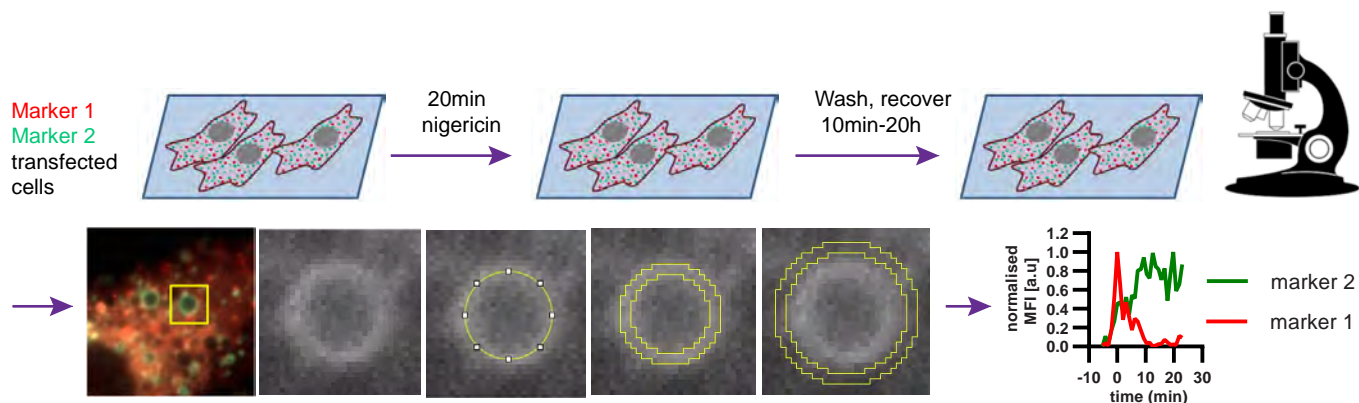 Marker 1
Marker 2
transfected
cells
20min
nigericin
Wash, recover
10min-20h
normalised
MFI [a.u]
1.2
1.0
0.8
0.6
0.4
0.2
0.0
-10 0 10 20 30
time (min)
marker 2
marker 1